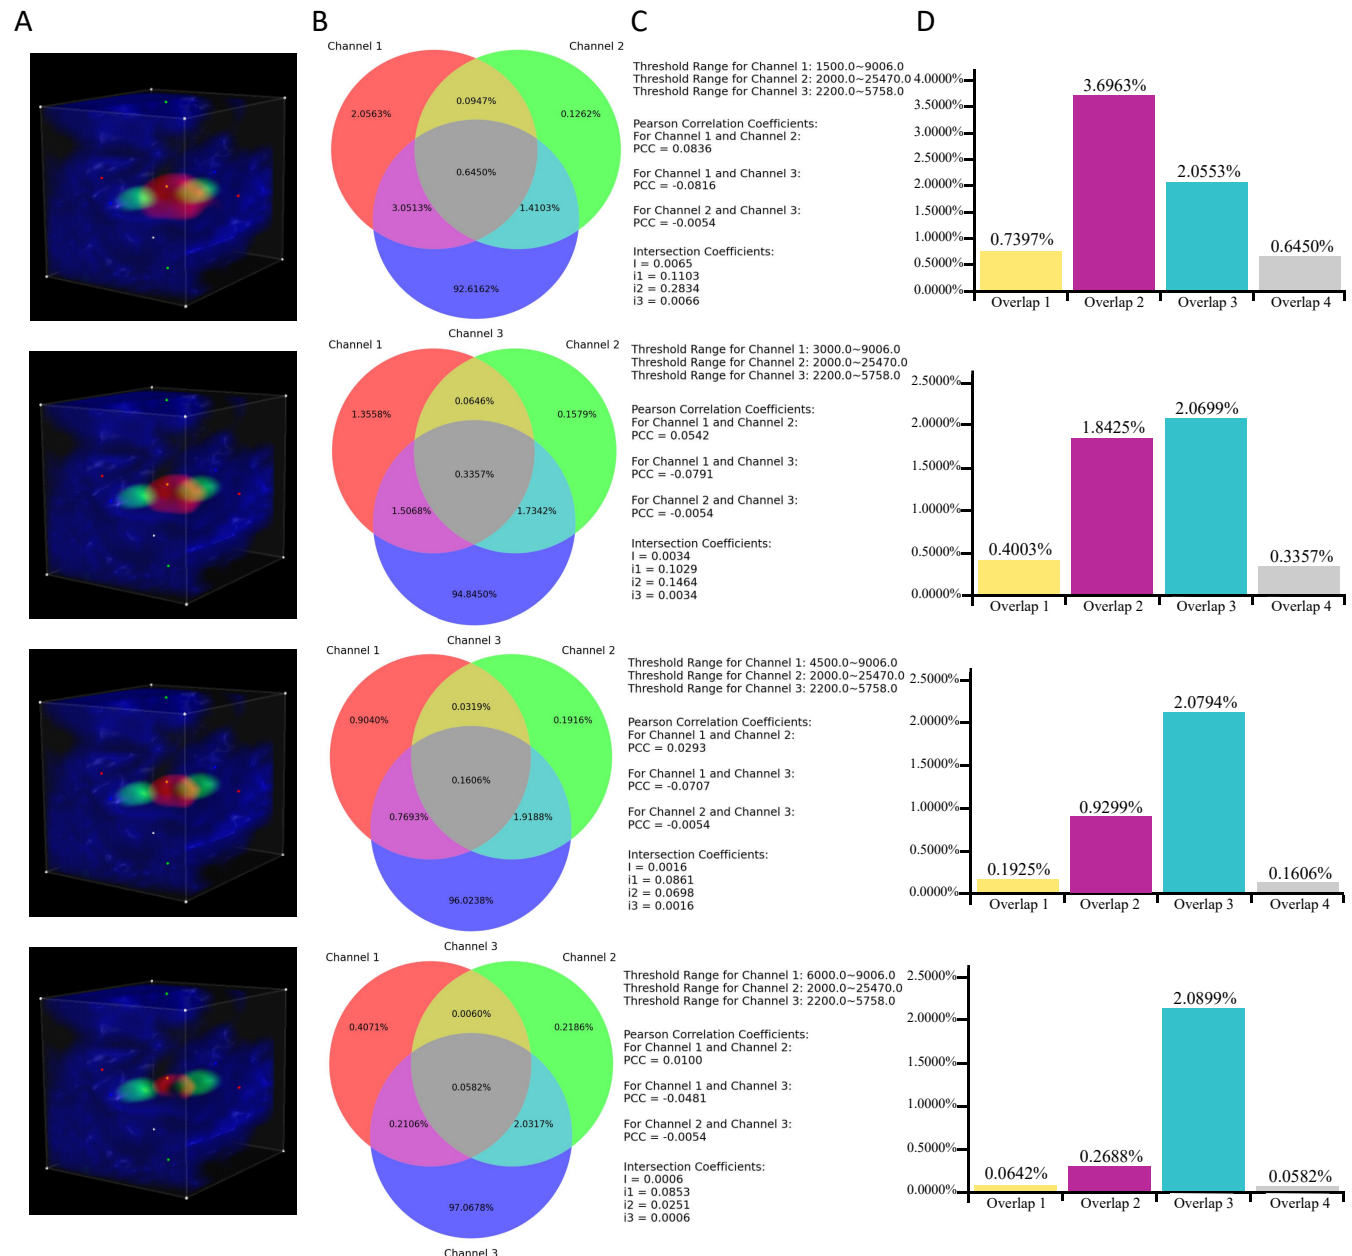 A
B
C
D
Channel 1
Channel 2
2.0563%
0.0947%
0.1262%
0.6450%
3.0513%
1.4103%
92.6162%
Channel 3
Threshold Range for Channel 1: 1500.0~9006.0
Threshold Range for Channel 2: 2000.0~25470.0
Threshold Range for Channel 3: 2200.0~5758.0
Pearson Correlation Coefficients:
For Channel 1 and Channel 2:
PCC = 0.0836
For Channel 1 and Channel 3:
PCC = -0.0816
For Channel 2 and Channel 3:
PCC = -0.0054
Intersection Coefficients:
I = 0.0065
i1 = 0.1103
i2 = 0.2834
i3 = 0.0066
4.0000%
3.5000%
3.0000%
2.5000%
2.0000%
1.5000%
1.0000%
0.5000%
0.0000%
0.7397%
3.6963%
2.0553%
0.6450%
Overlap 1
Overlap 2
Overlap 3
Overlap 4
Channel 1
Channel 2
1.3558%
0.0646%
0.1579%
0.3357%
1.5068%
1.7342%
94.8450%
Channel 3
Threshold Range for Channel 1: 3000.0~9006.0
Threshold Range for Channel 2: 2000.0~25470.0
Threshold Range for Channel 3: 2200.0~5758.0
Pearson Correlation Coefficients:
For Channel 1 and Channel 2:
PCC = 0.0542
For Channel 1 and Channel 3:
PCC = -0.0791
For Channel 2 and Channel 3:
PCC = -0.0054
Intersection Coefficients:
I = 0.0034
i1 = 0.1029
i2 = 0.1464
i3 = 0.0034
2.5000%
2.0000%
1.5000%
1.0000%
0.5000%
0.0000%
0.4003%
1.8425%
2.0699%
0.3357%
Overlap 1
Overlap 2
Overlap 3
Overlap 4
Channel 1
Channel 2
0.9040%
0.0319%
0.1916%
0.1606%
0.7693%
1.9188%
96.0238%
Channel 3
Threshold Range for Channel 1: 4500.0~9006.0
Threshold Range for Channel 2: 2000.0~25470.0
Threshold Range for Channel 3: 2200.0~5758.0
Pearson Correlation Coefficients:
For Channel 1 and Channel 2:
PCC = 0.0293
For Channel 1 and Channel 3:
PCC = -0.0707
For Channel 2 and Channel 3:
PCC = -0.0054
Intersection Coefficients:
I = 0.0016
i1 = 0.0861
i2 = 0.0698
i3 = 0.0016
2.5000%
2.0000%
1.5000%
1.0000%
0.5000%
0.0000%
0.1925%
0.9299%
2.0794%
0.1606%
Overlap 1
Overlap 2
Overlap 3
Overlap 4
Channel 1
Channel 2
0.4071%
0.0060%
0.2186%
0.0582%
0.2106%
2.0317%
97.0678%
Channel 3
Threshold Range for Channel 1: 6000.0~9006.0
Threshold Range for Channel 2: 2000.0~25470.0
Threshold Range for Channel 3: 2200.0~5758.0
Pearson Correlation Coefficients:
For Channel 1 and Channel 2:
PCC = 0.0100
For Channel 1 and Channel 3:
PCC = -0.0481
For Channel 2 and Channel 3:
PCC = -0.0054
Intersection Coefficients:
I = 0.0006
i1 = 0.0853
i2 = 0.0251
i3 = 0.0006
2.5000%
2.0000%
1.5000%
1.0000%
0.5000%
0.0000%
0.0642%
0.2688%
2.0899%
0.0582%
Overlap 1
Overlap 2
Overlap 3
Overlap 4